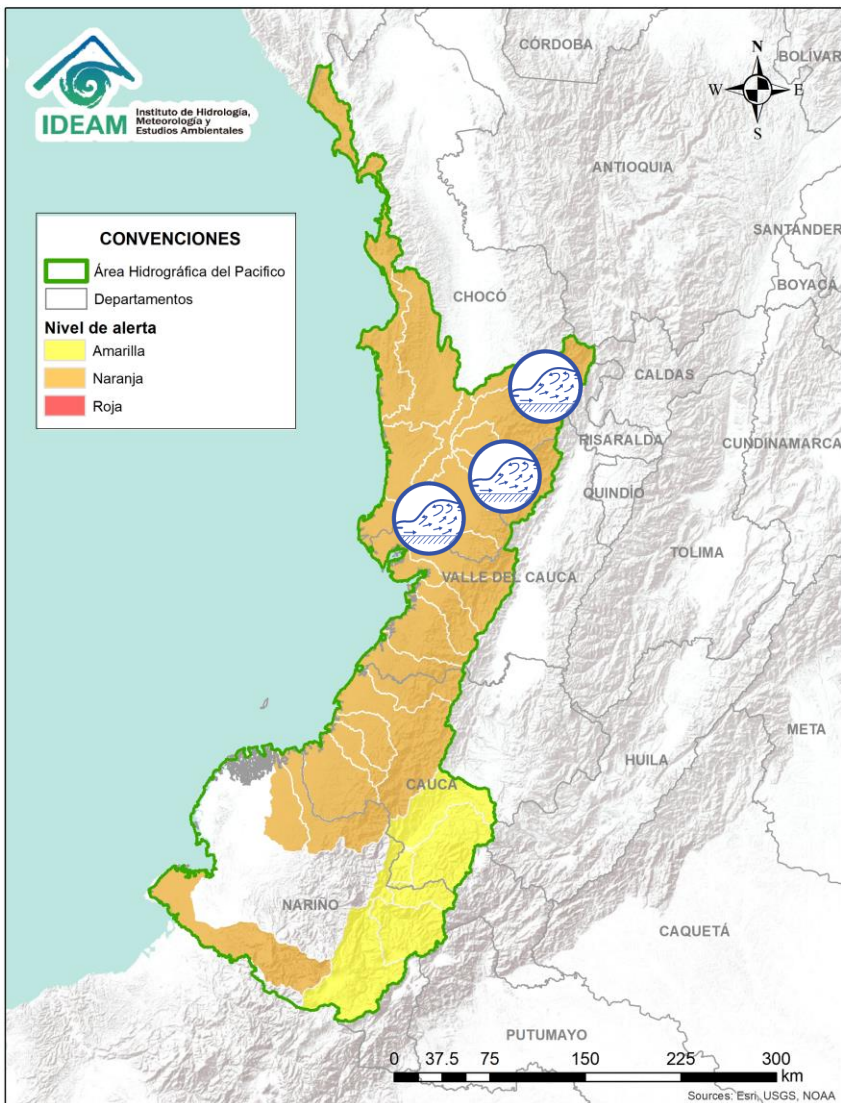 IDEAM
Instituto de Hidrología,
Meteorología y
Estudios Ambientales
CÓRDOBA
BOLÍVAR
N
W
E
S
ANTIOQUIA
SANTANDER
BOYACÁ
CONVENCIONES
Área Hidrográfica del Pacifico
Departamentos
Nivel de alerta
Amarilla
Naranja
Roja
CHOCÓ
CALDAS
RISARALDA
CUNDINAMARCA
QUINDÍO
TOLIMA
VALLE DEL CAUCA
META
HUILA
CAUCA
NARIÑO
CAQUETÁ
PUTUMAYO
0 37.5 75 150 225 300
km
Sources: Esri, USGS, NOAA